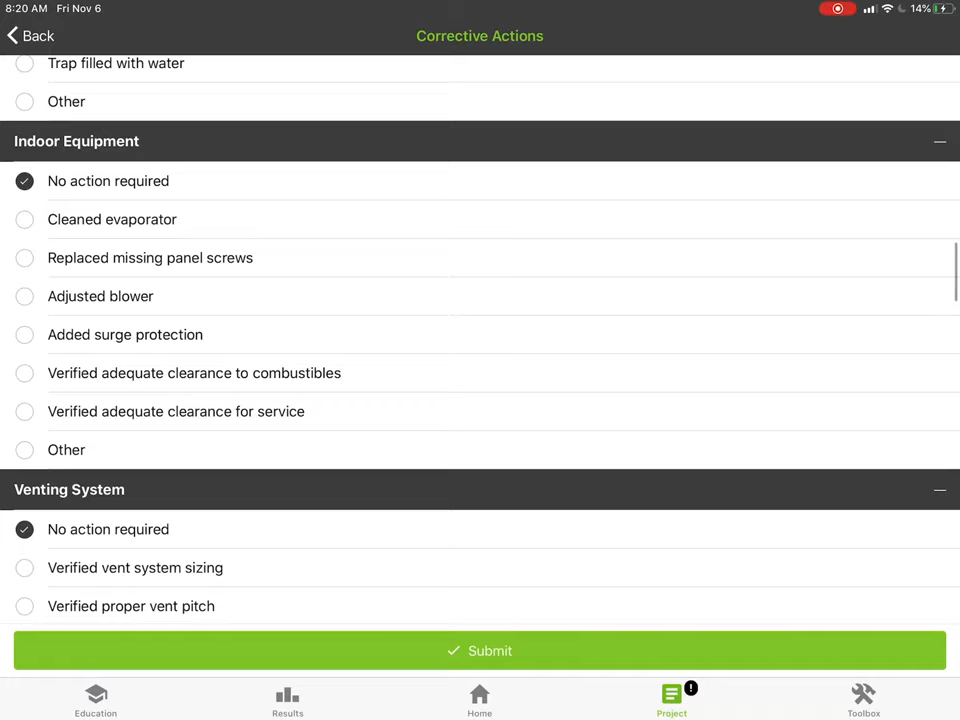 8:20 AM Fri Nov 6
14%
Back
Corrective Actions
Trap filled with water
Other
Indoor Equipment
No action required
Cleaned evaporator
Replaced missing panel screws
Adjusted blower
Added surge protection
Verified adequate clearance to combustibles
Verified adequate clearance for service
Other
Venting System
No action required
Verified vent system sizing
Verified proper vent pitch
Submit
Education
Results
Home
Project
Toolbox